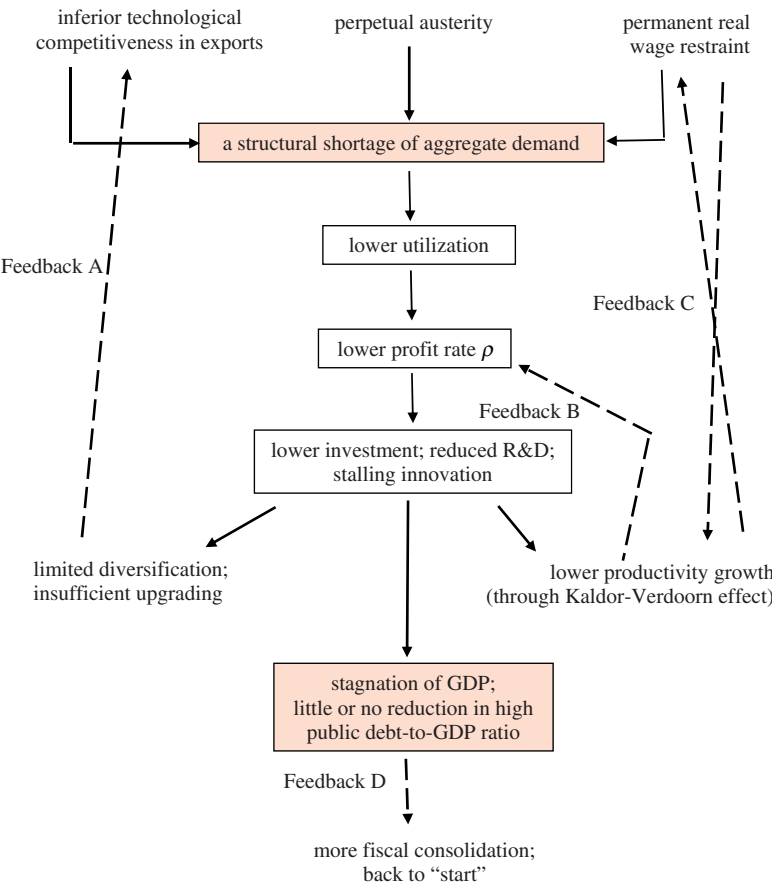 inferior technological
competitiveness in exports
perpetual austerity
permanent real
wage restraint
a structural shortage of aggregate demand
lower utilization
Feedback A
Feedback C
lower profit rate ρ
Feedback B
lower investment; reduced R&D;
stalling innovation
limited diversification;
insufficient upgrading
lower productivity growth
(through Kaldor-Verdoorn effect)
stagnation of GDP;
little or no reduction in high
public debt-to-GDP ratio
Feedback D
more fiscal consolidation;
back to “start”